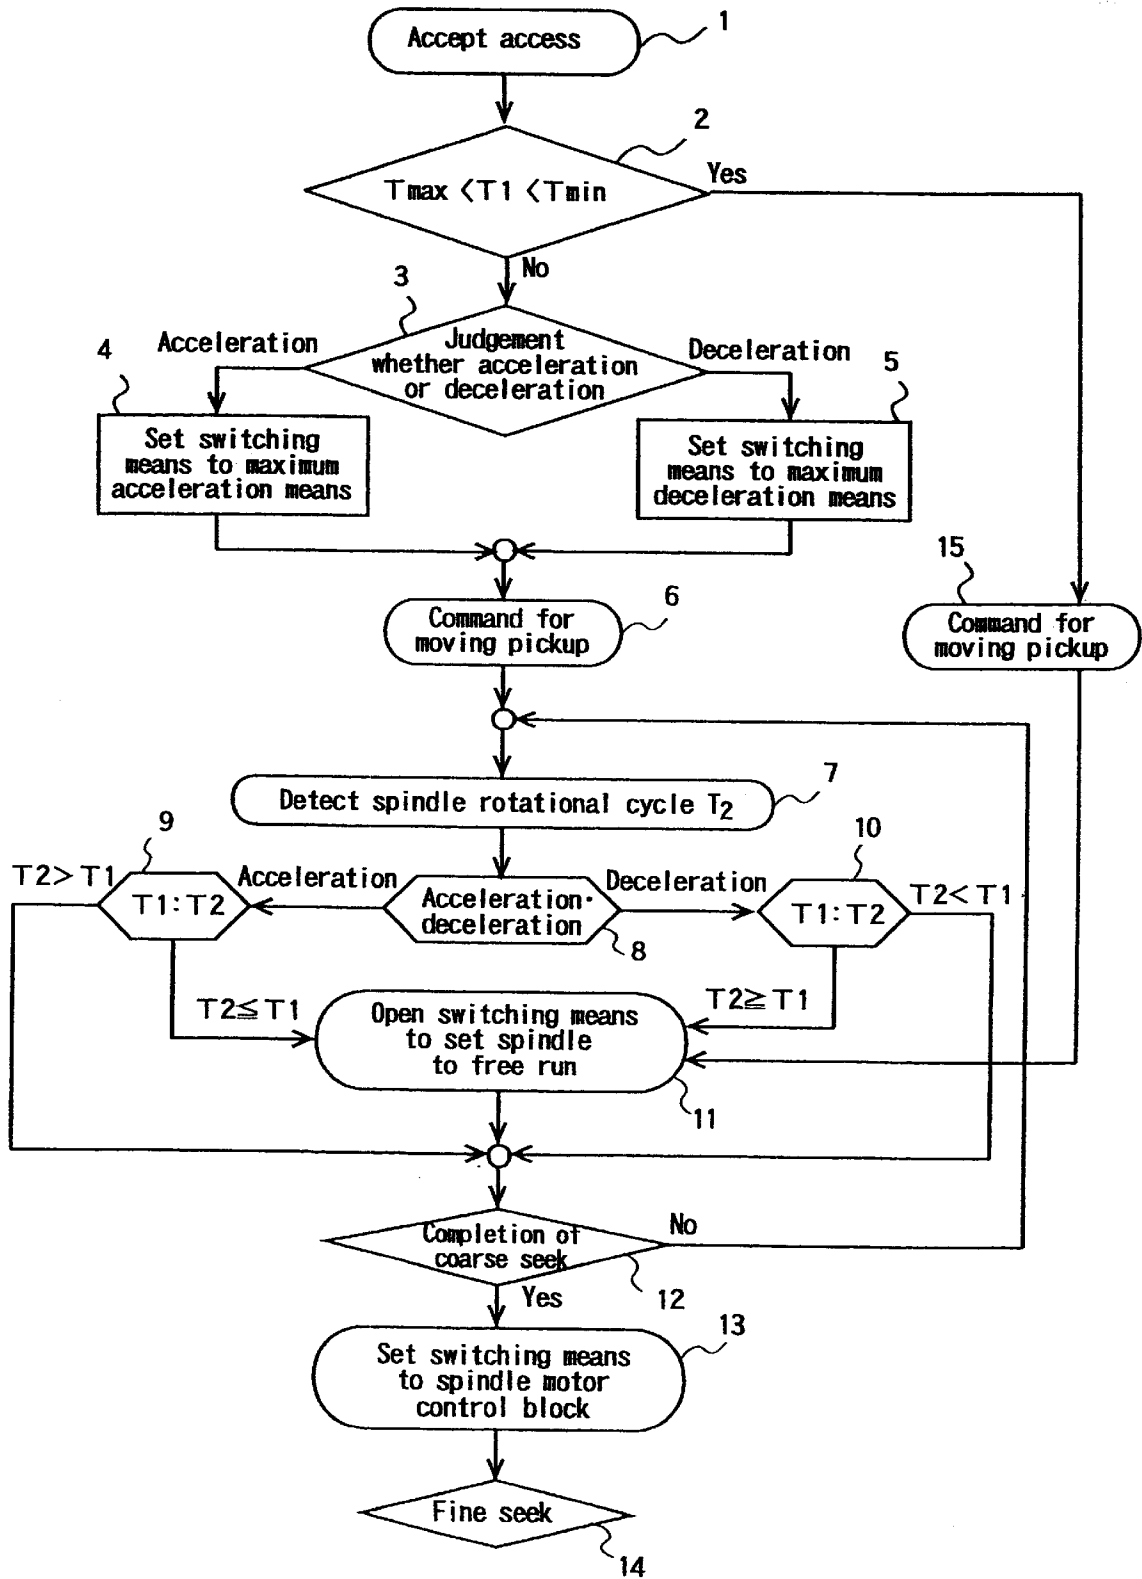 Accept access
1
2
Tmax <T1 <Tmin
Yes
No
3
Judgement
whether acceleration
or deceleration
Acceleration
Deceleration
4
Set switching
means to maximum
acceleration means
5
Set switching
means to maximum
deceleration means
6
Command for
moving pickup
15
Command for
moving pickup
7
Detect spindle rotational cycle T2
9
10
T2> T1
T1:T2
Acceleration
Acceleration·
deceleration
8
Deceleration
T1:T2
T2<T1
T2≦T1
T2≧T1
Open switching means
to set spindle
to free run
11
Completion of
coarse seek
No
12
Yes
13
Set switching means
to spindle motor
control block
Fine seek
14